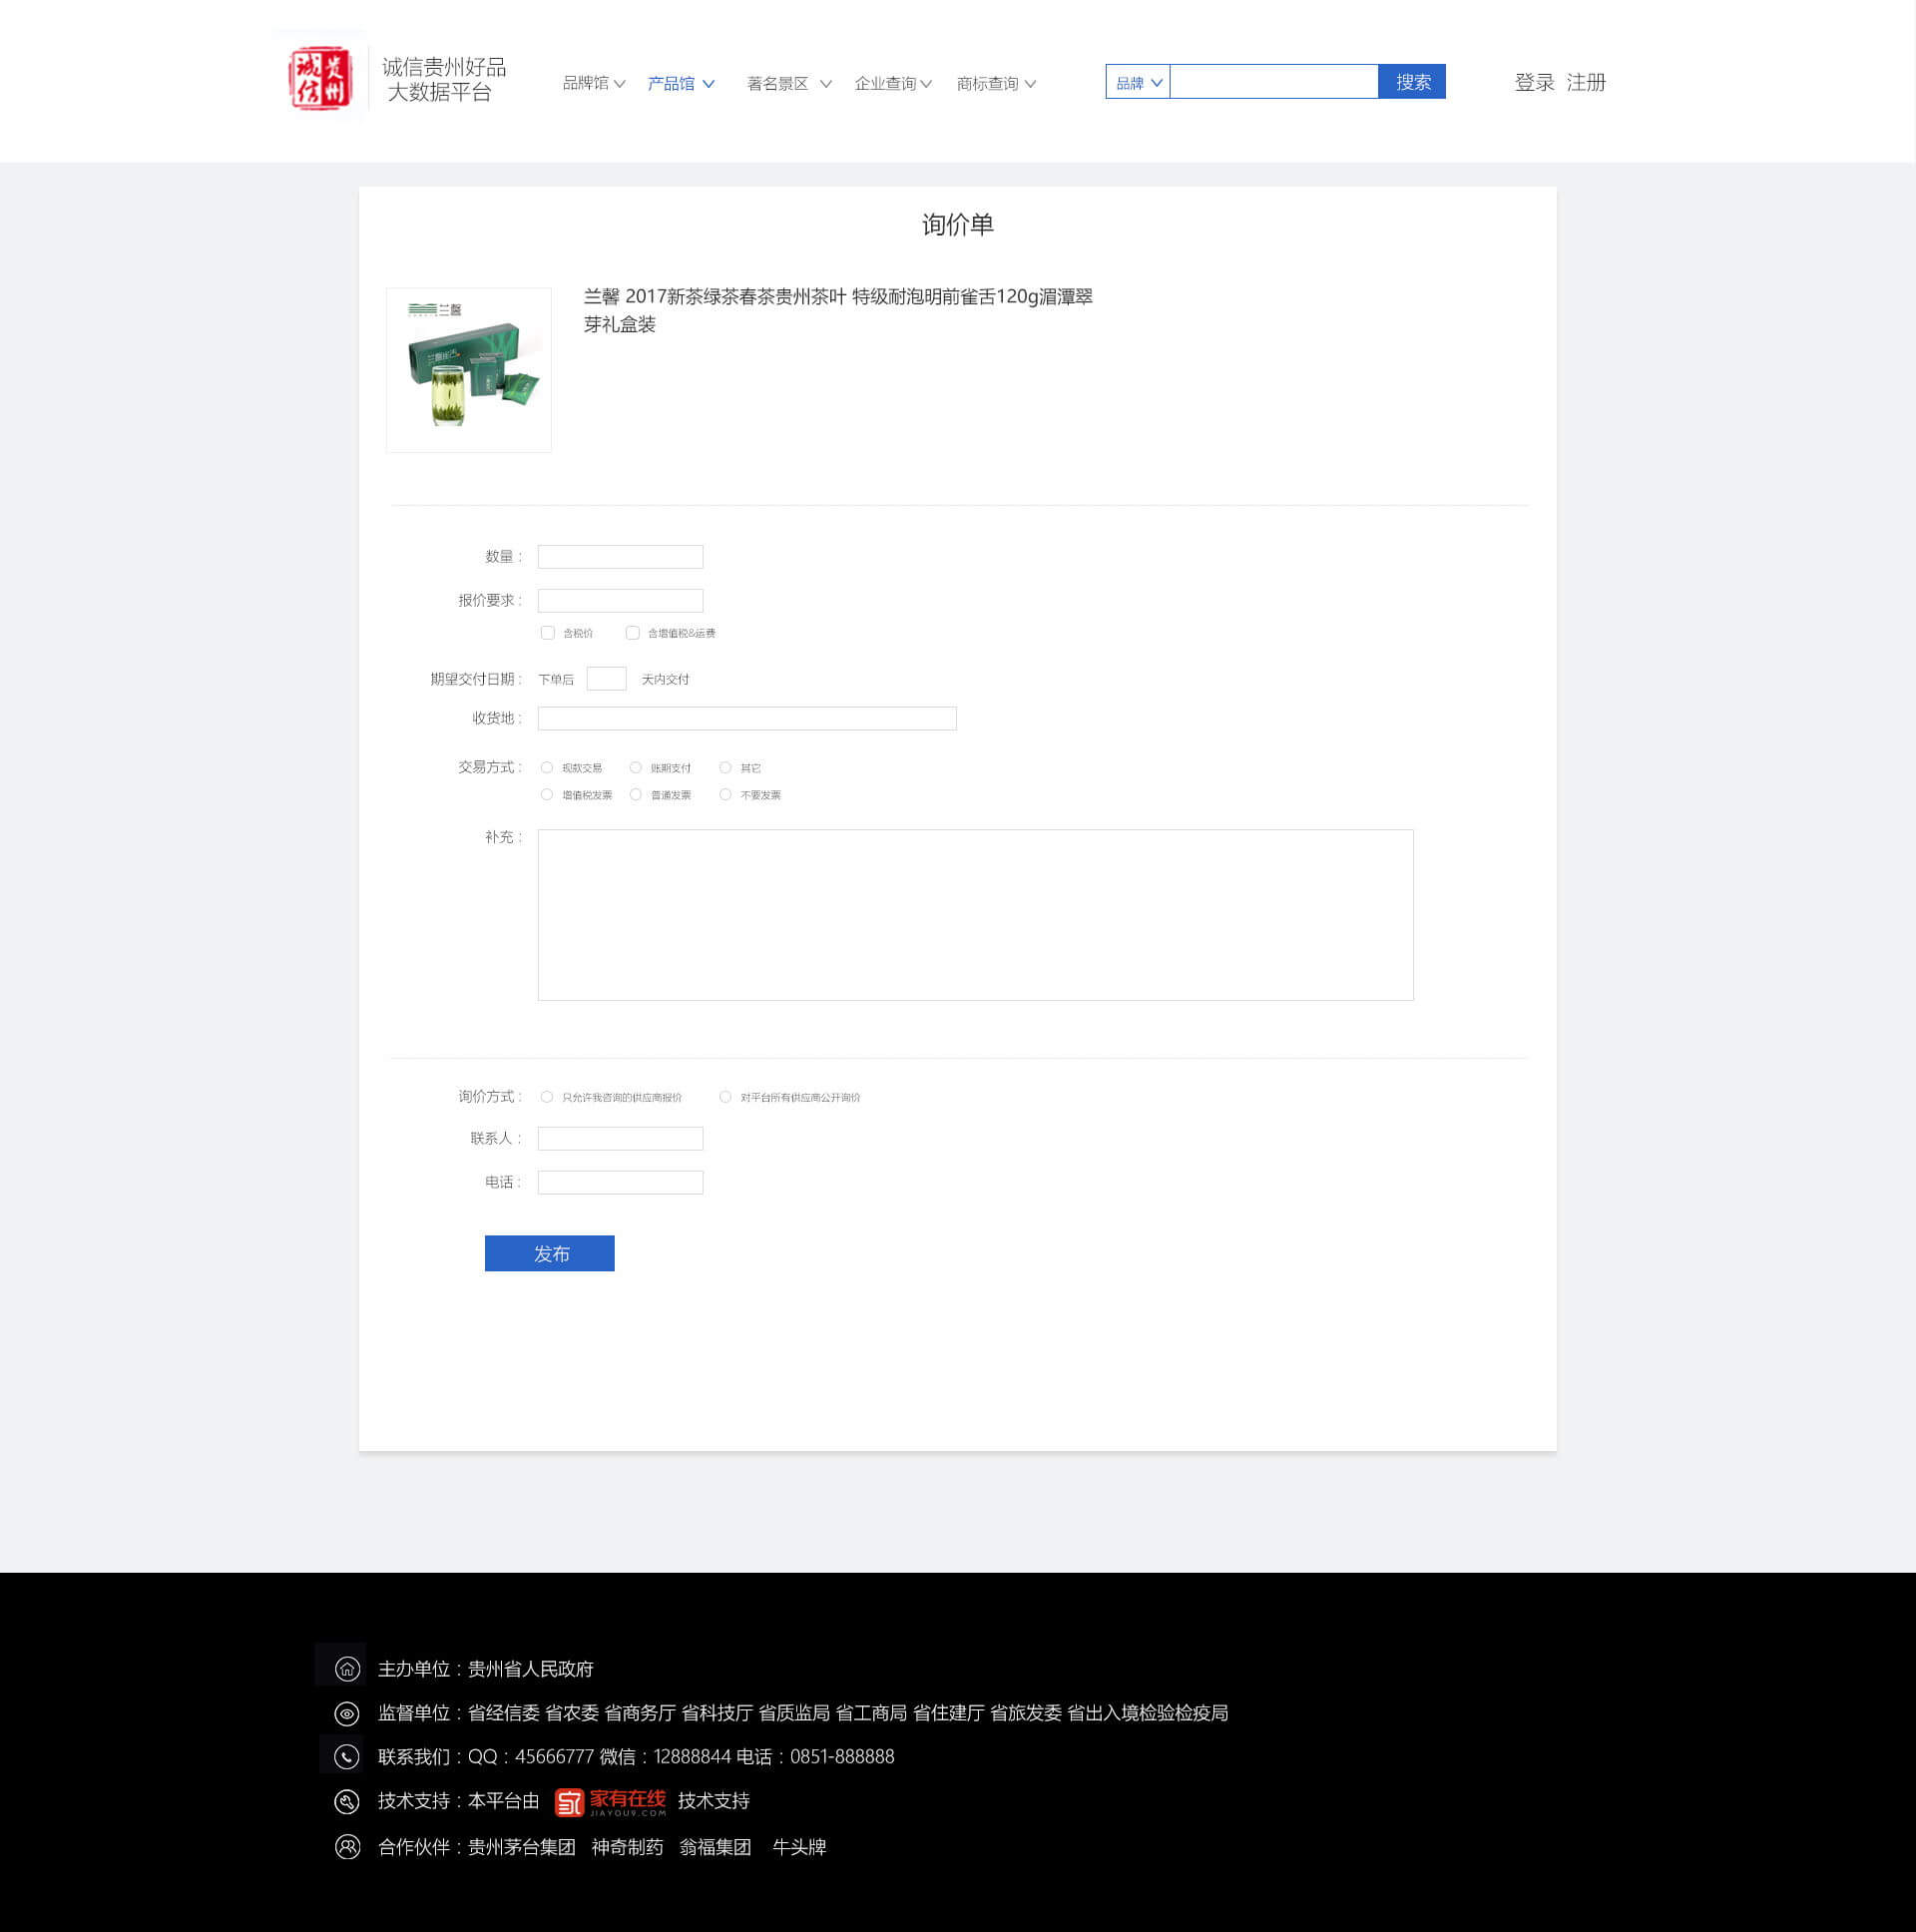 诚信贵州
诚信贵州好品
大数据平台
品牌馆 产品馆 著名景区 企业查询 商标查询
品牌 搜索
登录 注册
询价单
兰馨
兰馨 2017新茶绿茶春茶贵州茶叶 特级耐泡明前雀舌120g湄潭翠
芽礼盒装
数量：
报价要求：
含税价 含增值税&运费
期望交付日期： 下单后 天内交付
收货地：
交易方式： 现款交易 账期支付 其它
增值税发票 普通发票 不要发票
补充：
询价方式： 只允许我咨询的供应商报价 对平台所有供应商公开询价
联系人：
电话：
发布
主办单位：贵州省人民政府
监督单位：省经信委 省农委 省商务厅 省科技厅 省质监局 省工商局 省住建厅 省旅发委 省出入境检验检疫局
联系我们：QQ：45666777 微信：12888844 电话：0851-888888
技术支持：本平台由 家有在线 JIAYOU9.COM 技术支持
合作伙伴：贵州茅台集团 神奇制药 翁福集团 牛头牌